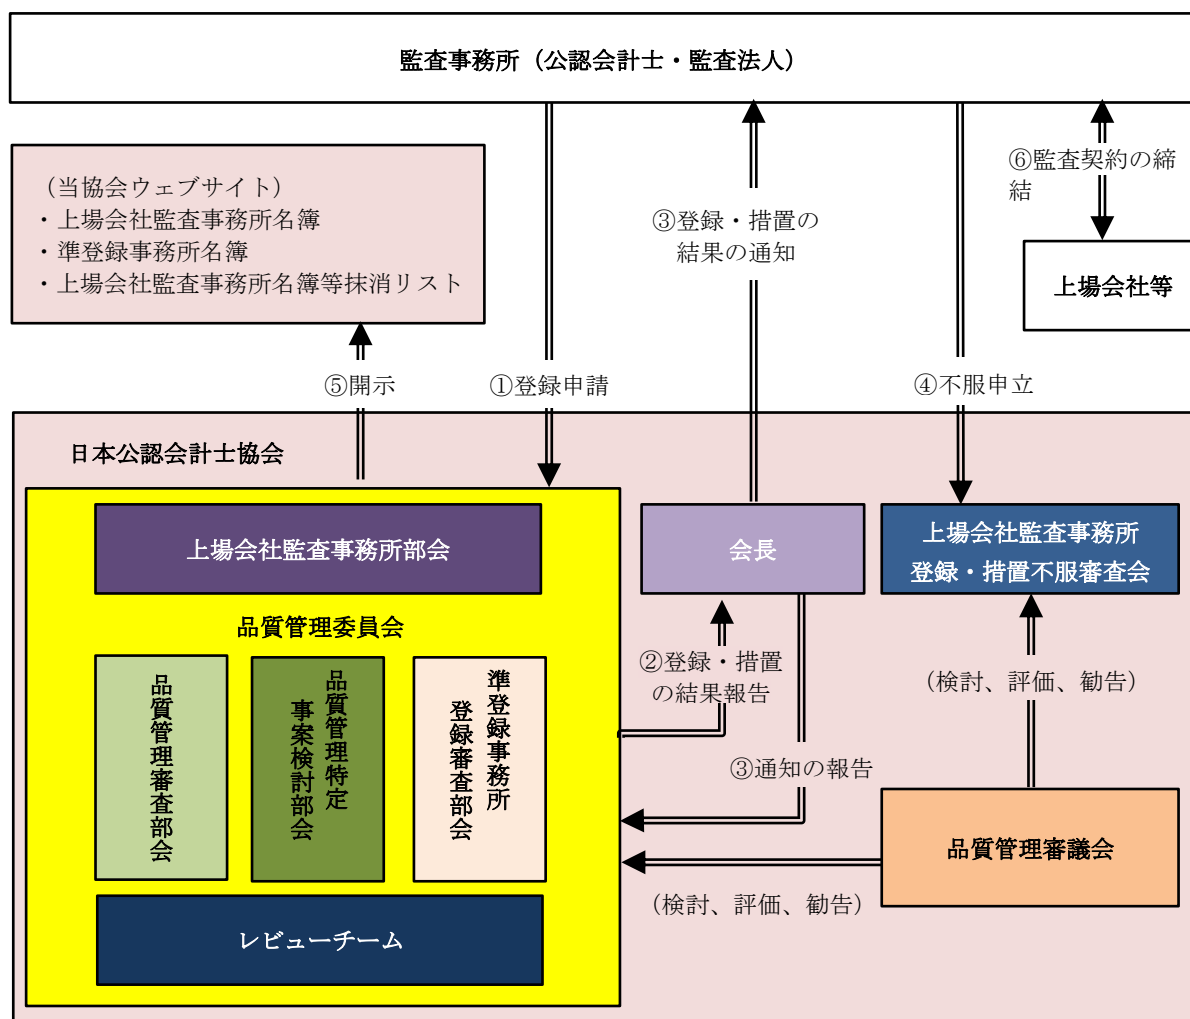 監査事務所（公認会計士・監査法人）
（当協会ウェブサイト）
・上場会社監査事務所名簿
・準登録事務所名簿
・上場会社監査事務所名簿等抹消リスト
③登録・措置の
結果の通知
⑥監査契約の締
結
上場会社等
⑤開示
①登録申請
④不服申立
日本公認会計士協会
上場会社監査事務所部会
会長
上場会社監査事務所
登録・措置不服審査会
品質管理委員会
品質管理審査部会
品質管理特定
事案検討部会
準登録事務所
登録審査部会
②登録・措置
の結果報告
（検討、評価、勧告）
③通知の報告
品質管理審議会
（検討、評価、勧告）
レビューチーム